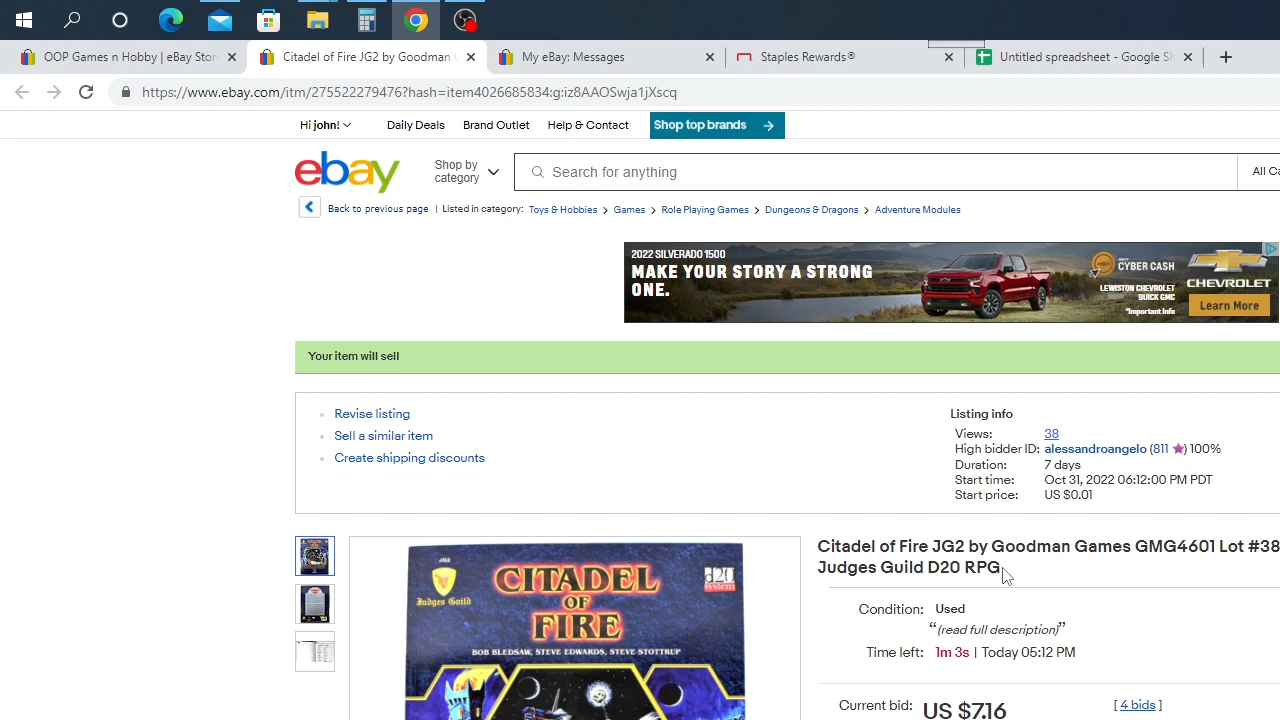 OOP Games n Hobby | eBay Stor
Citadel of Fire JG2 by Goodman
My eBay: Messages
Staples Rewards®
Untitled spreadsheet - Google Sh
https://www.ebay.com/itm/275522279476?hash=item4026685834:g:iz8AAOSwja1jXscq
Hi john!
Daily Deals
Brand Outlet
Help & Contact
Shop top brands
ebay
Shop by
category
Search for anything
All Ca
Back to previous page | Listed in category: Toys & Hobbies > Games > Role Playing Games > Dungeons & Dragons > Adventure Modules
2022 SILVERADO 1500
MAKE YOUR STORY A STRONG
ONE.
CYBER CASH
LEWISTON CHEVROLET
BUICK GMC
*Important Info
CHEVROLET
Learn More
Your item will sell
Revise listing
Sell a similar item
Create shipping discounts
Listing info
Views: 38
High bidder ID: alessandroangelo (811 ★) 100%
Duration: 7 days
Start time: Oct 31, 2022 06:12:00 PM PDT
Start price: US $0.01
JG2
Judges Guild
CITADEL
OF
FIRE
d20
system
BOB BLEDSAW, STEVE EDWARDS, STEVE STOTTRUP
Citadel of Fire JG2 by Goodman Games GMG4601 Lot #38
Judges Guild D20 RPG
Condition: Used
“(read full description)”
Time left: 1m 3s | Today 05:12 PM
Current bid: US $7.16 [ 4 bids ]